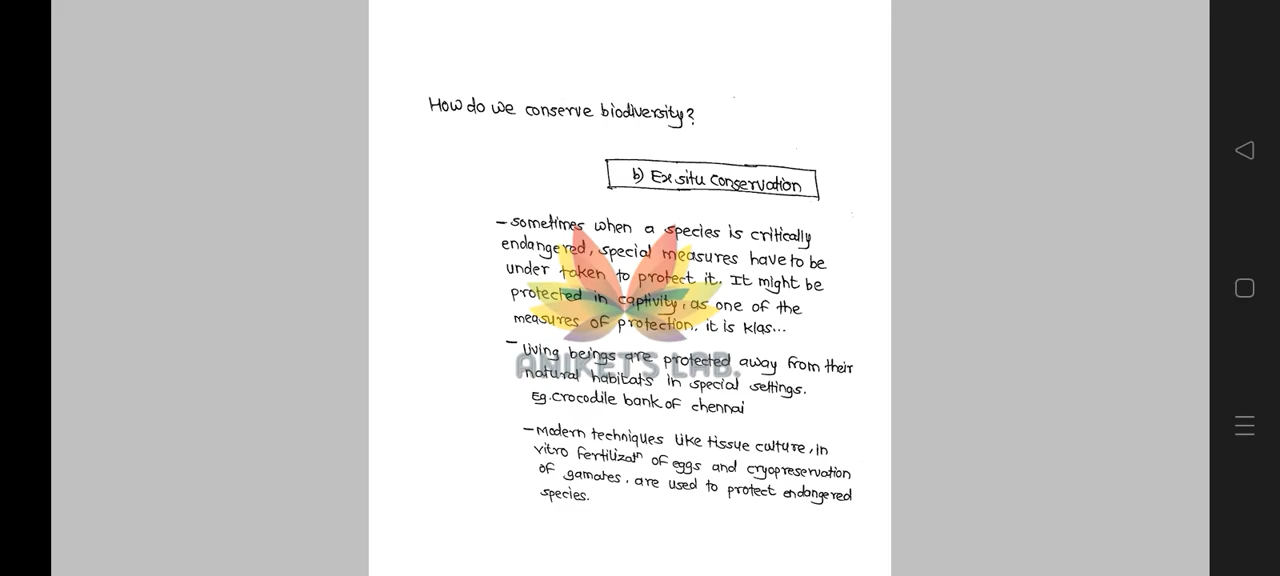 How do we conserve biodiversity?
b) Ex situ conservation
- sometimes when a species is critically
endangered, special measures have to be
under taken to protect it. It might be
protected in captivity, as one of the
measures of protection. it is klas...
- Living beings are protected away from their
natural habitats in special settings.
Eg. crocodile bank of chennai
- Modern techniques like tissue culture, in
vitro fertilizatn of eggs and cryopreservation
of gamates, are used to protect endangered
species.
ANIKETS LAB.